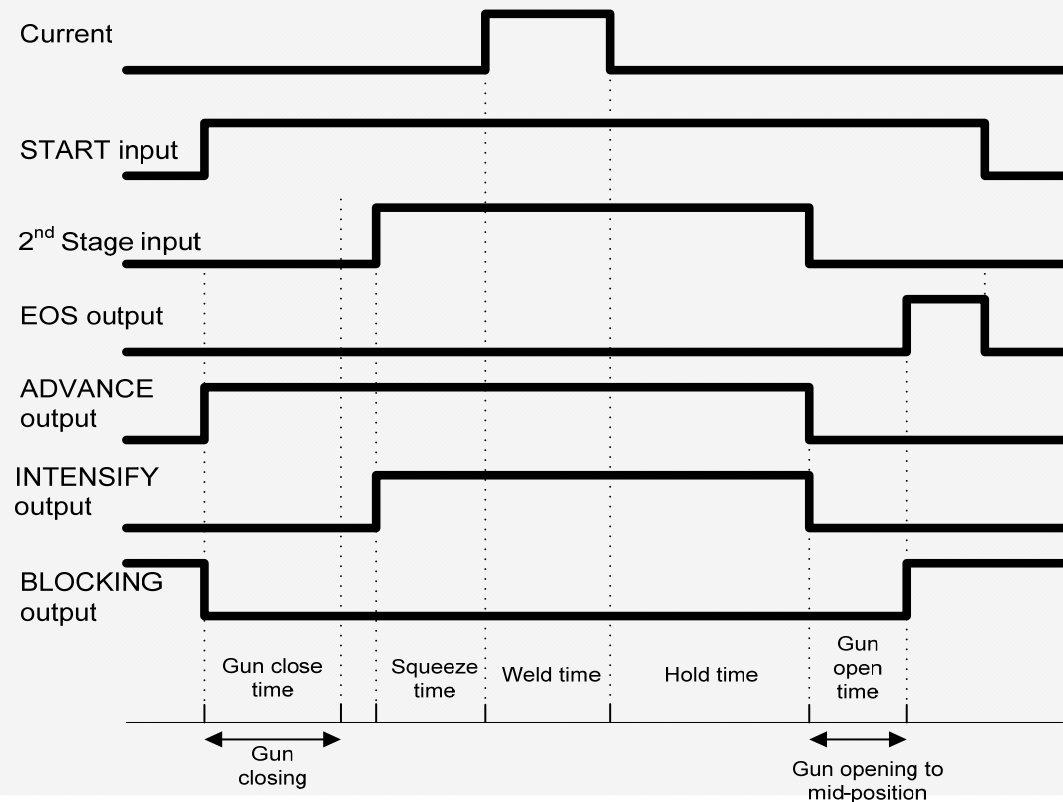 Current
START input
2nd Stage input
EOS output
ADVANCE
output
INTENSIFY
output
BLOCKING
output
Gun close
time
Squeeze
time
Weld time
Hold time
Gun
open
time
Gun
closing
Gun opening to
mid-position